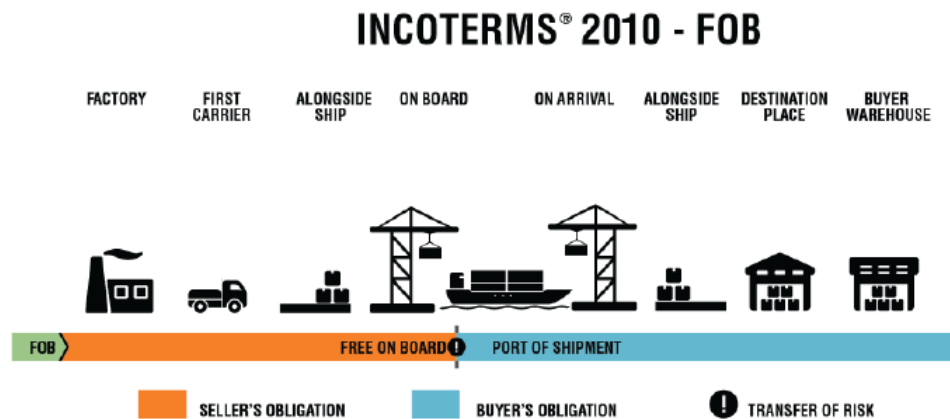 INCOTERMS® 2010 - FOB
FACTORY
FIRST
CARRIER
ALONGSIDE
SHIP
ON BOARD
ON ARRIVAL
ALONGSIDE
SHIP
DESTINATION
PLACE
BUYER
WAREHOUSE
FOB
FREE ON BOARD
!
PORT OF SHIPMENT
SELLER'S OBLIGATION
BUYER'S OBLIGATION
!
TRANSFER OF RISK